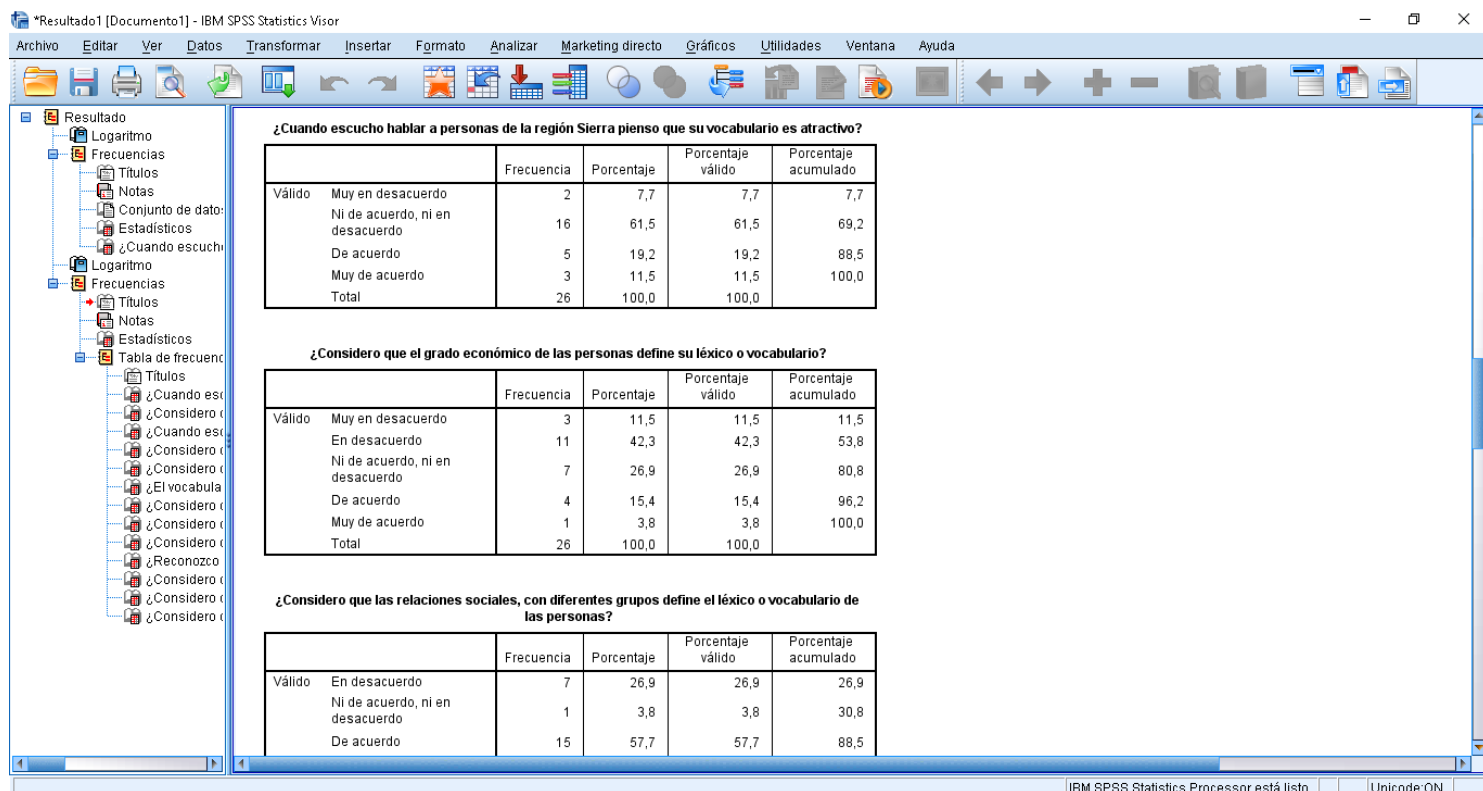 *Resultado1 [Documento1] - IBM SPSS Statistics Visor
Archivo Editar Ver Datos Transformar Insertar Formato Analizar Marketing directo Gráficos Utilidades Ventana Ayuda
Resultado
Logaritmo
Frecuencias
Títulos
Notas
Conjunto de dato
Estadísticos
¿Cuando escuch
Logaritmo
Frecuencias
Títulos
Notas
Estadísticos
Tabla de frecuenc
Títulos
¿Cuando esc
¿Considero
¿Cuando esc
¿Considero
¿Considero
¿El vocabula
¿Considero
¿Considero
¿Considero
¿Reconozco
¿Considero
¿Considero
¿Considero
¿Cuando escucho hablar a personas de la región Sierra pienso que su vocabulario es atractivo?
Frecuencia Porcentaje Porcentaje válido Porcentaje acumulado
Válido Muy en desacuerdo 2 7,7 7,7 7,7
Ni de acuerdo, ni en desacuerdo 16 61,5 61,5 69,2
De acuerdo 5 19,2 19,2 88,5
Muy de acuerdo 3 11,5 11,5 100,0
Total 26 100,0 100,0
¿Considero que el grado económico de las personas define su léxico o vocabulario?
Frecuencia Porcentaje Porcentaje válido Porcentaje acumulado
Válido Muy en desacuerdo 3 11,5 11,5 11,5
En desacuerdo 11 42,3 42,3 53,8
Ni de acuerdo, ni en desacuerdo 7 26,9 26,9 80,8
De acuerdo 4 15,4 15,4 96,2
Muy de acuerdo 1 3,8 3,8 100,0
Total 26 100,0 100,0
¿Considero que las relaciones sociales, con diferentes grupos define el léxico o vocabulario de
las personas?
Frecuencia Porcentaje Porcentaje válido Porcentaje acumulado
Válido En desacuerdo 7 26,9 26,9 26,9
Ni de acuerdo, ni en desacuerdo 1 3,8 3,8 30,8
De acuerdo 15 57,7 57,7 88,5
IBM SPSS Statistics Processor está listo Unicode:ON